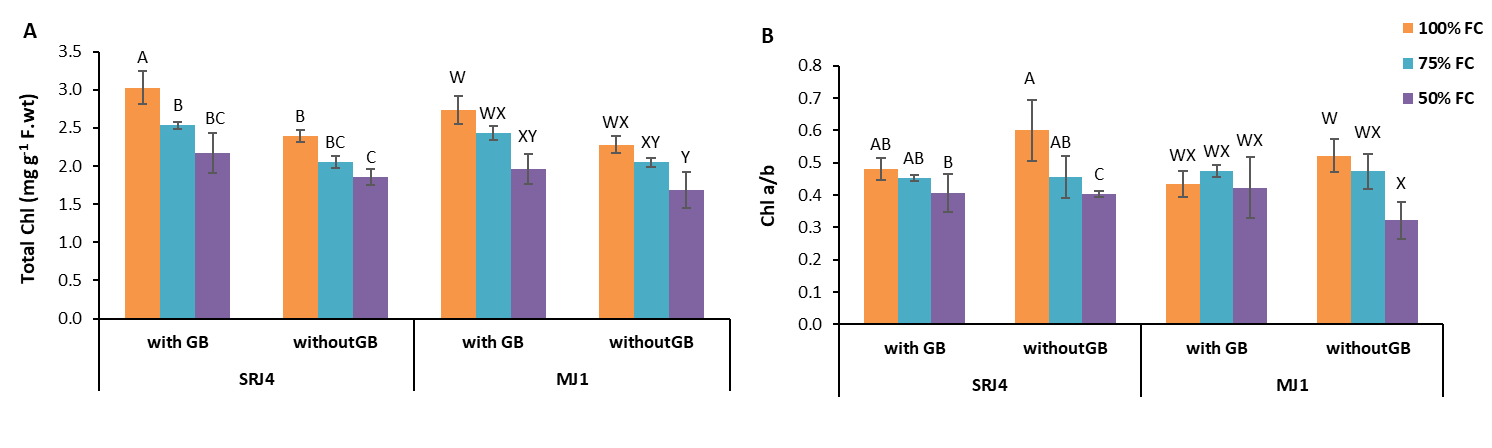 A
Total Chl (mg g-1 F.wt)
3.5
3.0
2.5
2.0
1.5
1.0
0.5
0.0
A
B
BC
B
BC
C
W
WX
XY
WX
XY
Y
with GB
withoutGB
with GB
withoutGB
SRJ4
MJ1
B
Chl a/b
0.8
0.7
0.6
0.5
0.4
0.3
0.2
0.1
0.0
AB
AB
B
A
AB
C
WX
WX
WX
W
WX
X
with GB
withoutGB
with GB
withoutGB
SRJ4
MJ1
100% FC
75% FC
50% FC